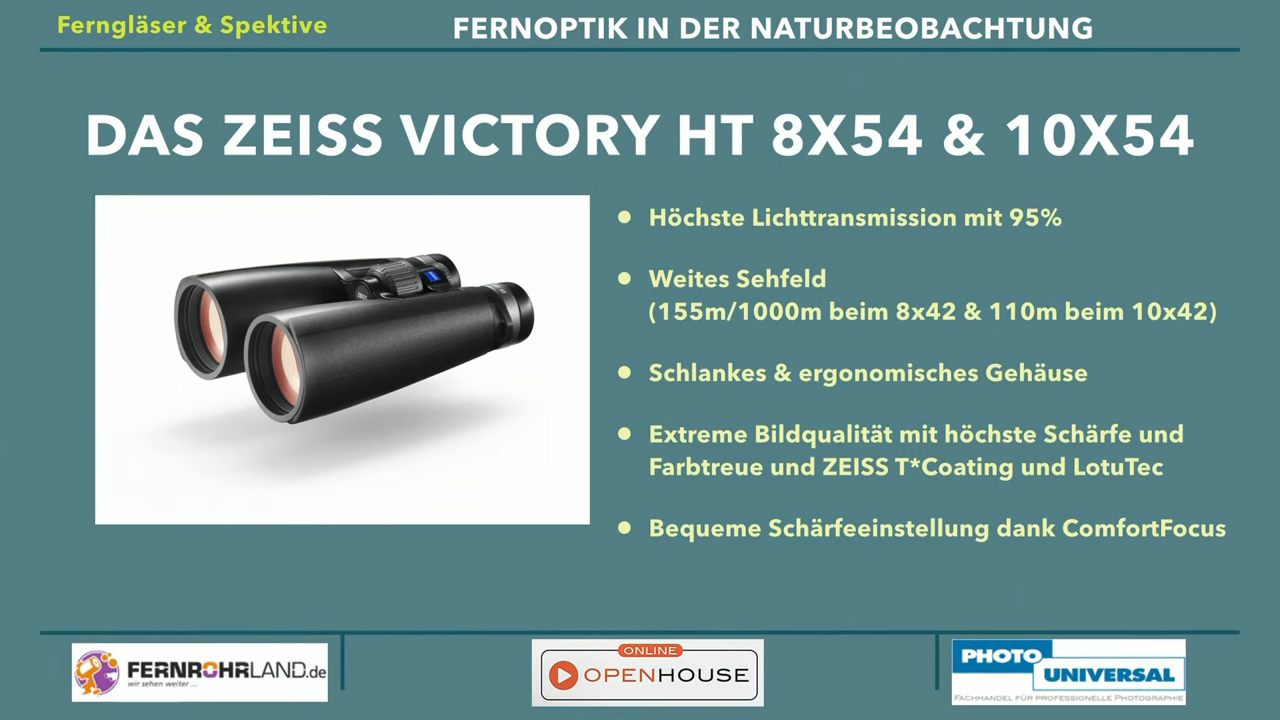 Ferngläser & Spektive
FERNOPTIK IN DER NATURBEOBACHTUNG
DAS ZEISS VICTORY HT 8X54 & 10X54
• Höchste Lichttransmission mit 95%
• Weites Sehfeld
(155m/1000m beim 8x42 & 110m beim 10x42)
• Schlankes & ergonomisches Gehäuse
• Extreme Bildqualität mit höchste Schärfe und
Farbtreue und ZEISS T*Coating und LotuTec
• Bequeme Schärfeeinstellung dank ComfortFocus
FERNROHRLAND.de
wir sehen weiter ...
ONLINE
OPENHOUSE
PHOTO
UNIVERSAL
FACHHANDEL FÜR PROFESSIONELLE PHOTOGRAPHIE